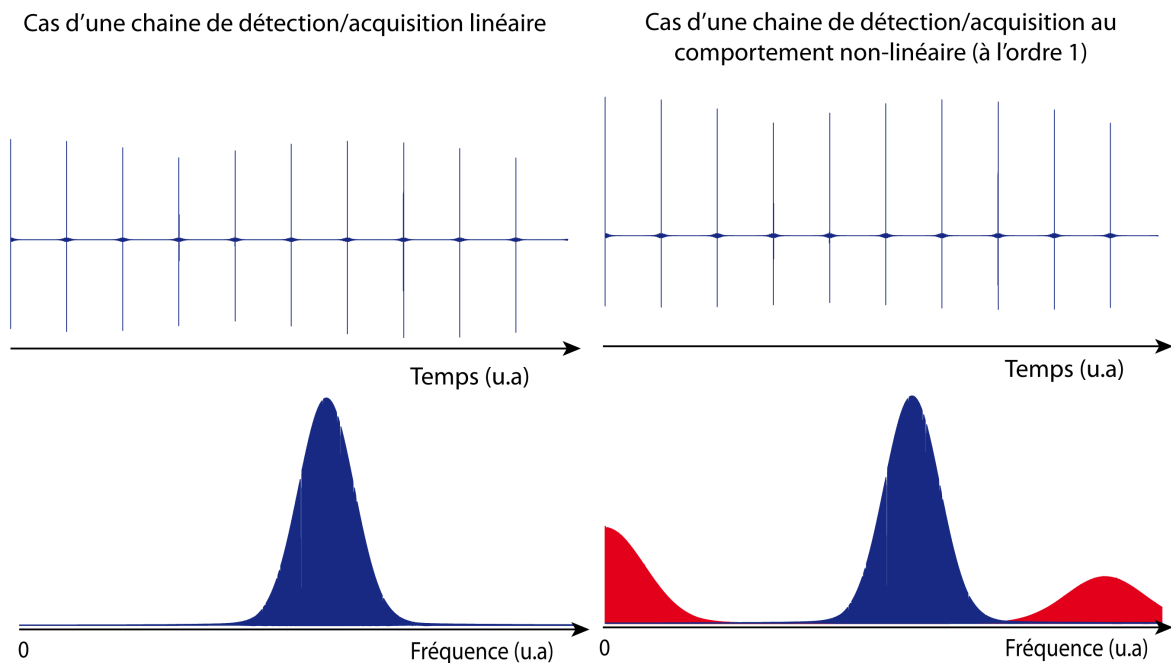 Cas d'une chaine de détection/acquisition linéaire
Cas d'une chaine de détection/acquisition au
comportement non-linéaire (à l'ordre 1)
Temps (u.a)
Temps (u.a)
0
Fréquence (u.a)
0
Fréquence (u.a)